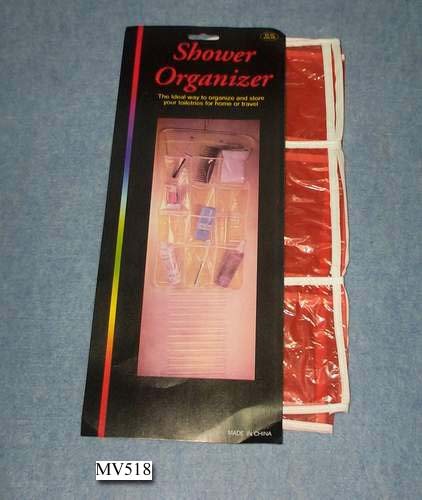 Shower
Organizer
The ideal way to organize and store
your toiletries for home or travel
MADE IN CHINA
MV518